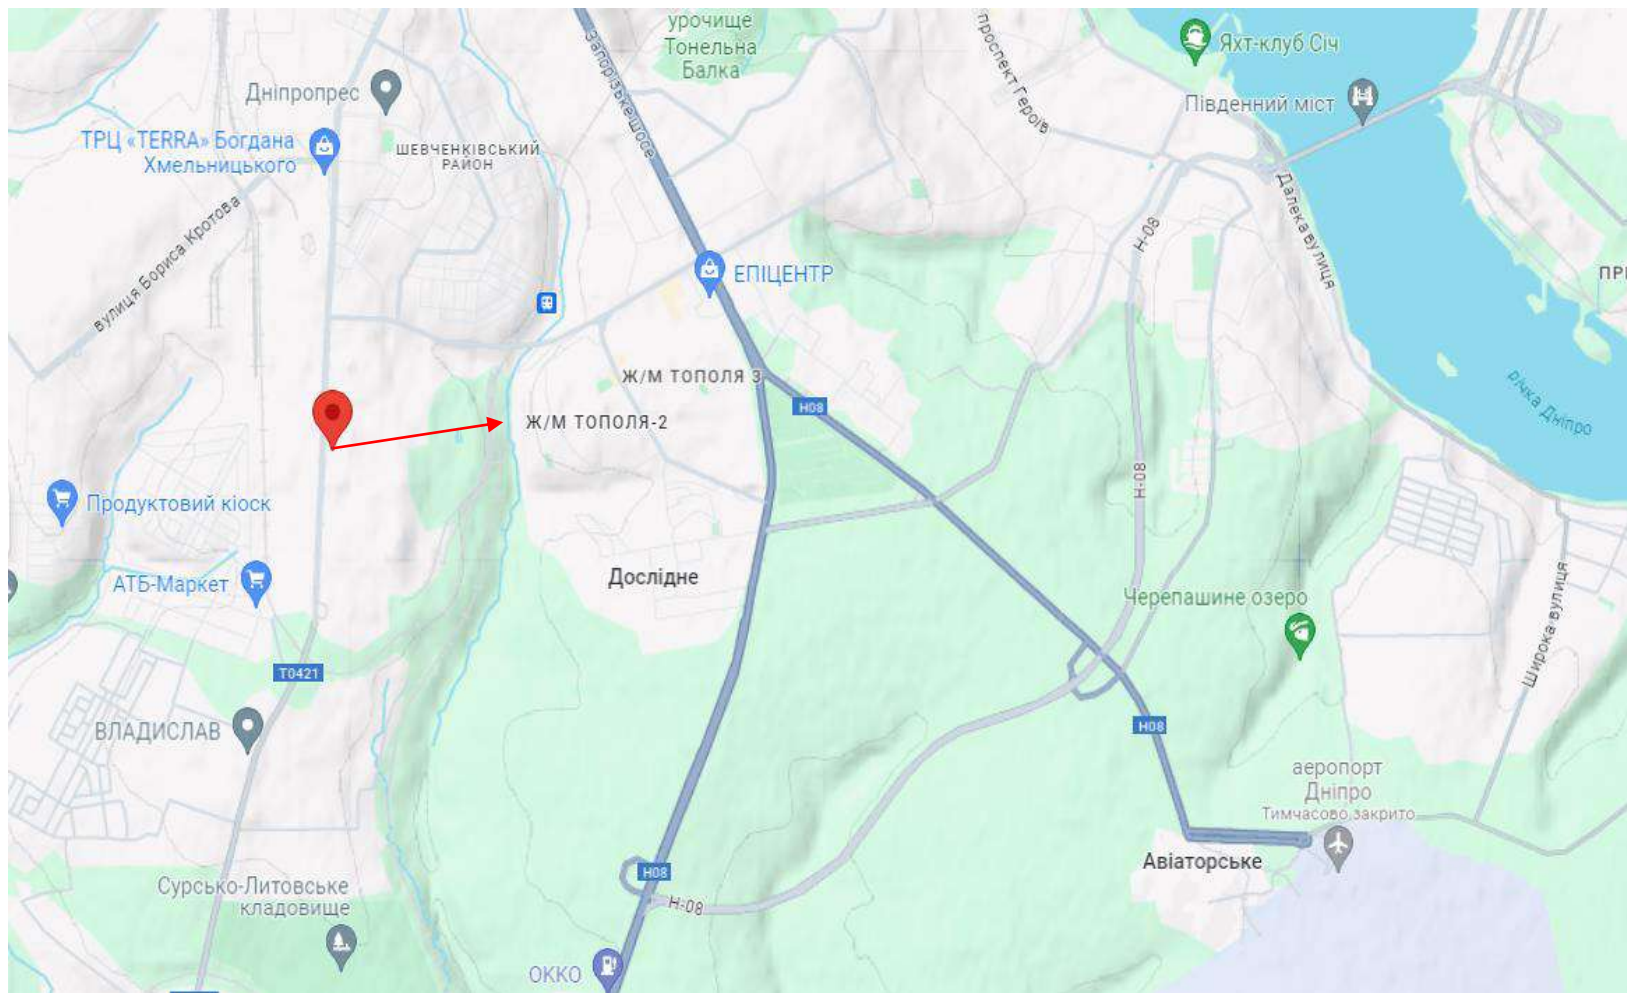 урочище
Тонельна
Балка
Запорізьке шосе
проспект Героїв
Яхт-клуб Січ
Південний міст
Дніпропрес
ТРЦ «TERRA» Богдана
Хмельницького
ШЕВЧЕНКІВСЬКИЙ
РАЙОН
вулиця Бориса Кротова
Далека вулиця
Н-08
ЕПІЦЕНТР
ПРИ
Ж/М ТОПОЛЯ 3
H08
Ж/М ТОПОЛЯ-2
річка Дніпро
Н-08
Продуктовий кіоск
АТБ-Маркет
Дослідне
Черепашине озеро
Широка вулиця
T0421
ВЛАДИСЛАВ
H08
аеропорт
Дніпро
Тимчасово закрито
Авіаторське
H08
Н-08
Сурсько-Литовське
кладовище
ОККО